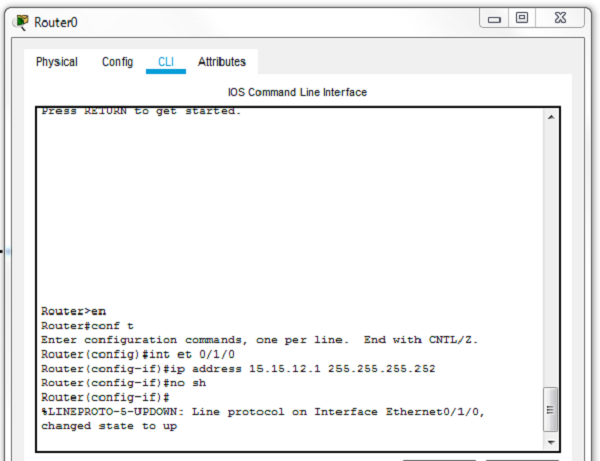 Router0
Physical Config CLI Attributes
IOS Command Line Interface
Press RETURN to get started.
Router>en
Router#conf t
Enter configuration commands, one per line.  End with CNTL/Z.
Router(config)#int et 0/1/0
Router(config-if)#ip address 15.15.12.1 255.255.255.252
Router(config-if)#no sh
Router(config-if)#
%LINEPROTO-5-UPDOWN: Line protocol on Interface Ethernet0/1/0,
changed state to up